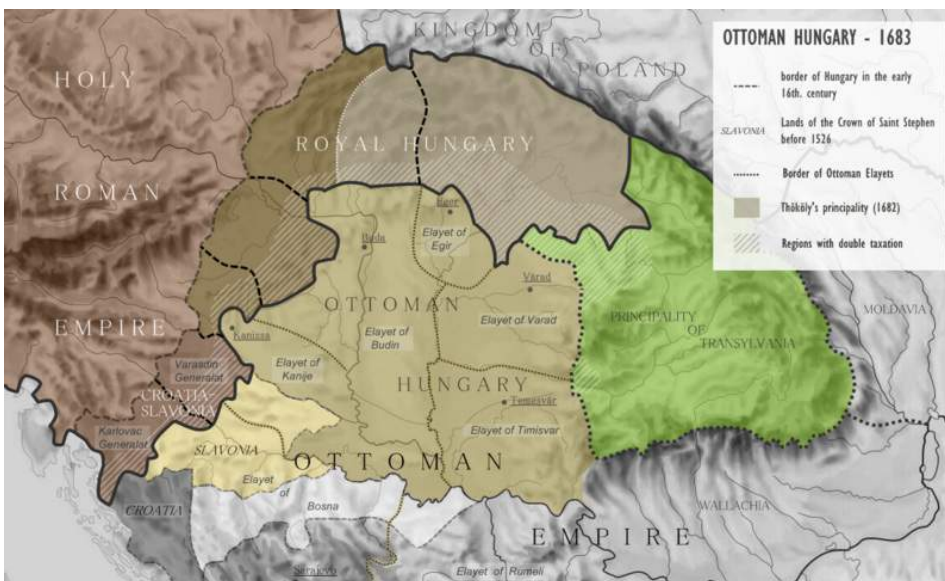 KINGDOM
OF
POLAND
OTTOMAN HUNGARY - 1683
border of Hungary in the early
16th. century
SLAVONIA
Lands of the Crown of Saint Stephen
before 1526
Border of Ottoman Elayets
Thököly's principality (1682)
Regions with double taxation
HOLY
ROMAN
EMPIRE
ROYAL HUNGARY
Eger
Elayet of
Egir
Buda
OTTOMAN
HUNGARY
Várad
Elayet of Varad
Kanizsa
Elayet of
Budin
Elayet of
Kanije
PRINCIPALITY
OF
TRANSYLVANIA
MOLDAVIA
Varasdin
Generalat
CROATIA-
SLAVONIA
Karlovac
Generalat
Temesvár
Elayet of Timisvar
SLAVONIA
OTTOMAN
EMPIRE
Elayet
of
Bosna
CROATIA
WALLACHIA
Sarajevo
Elayet of Rumeli